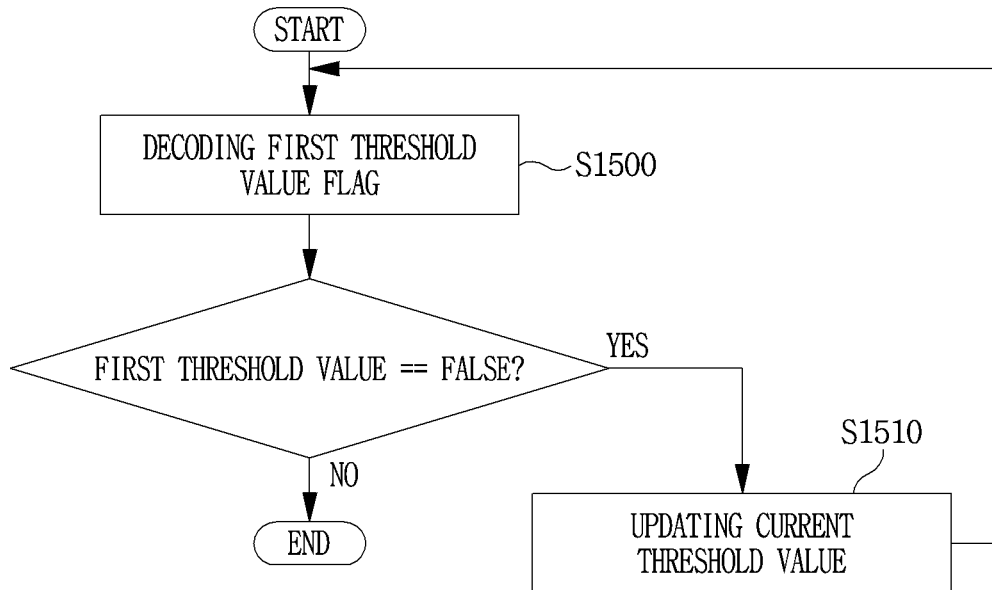 START
DECODING FIRST THRESHOLD
VALUE FLAG
S1500
FIRST THRESHOLD VALUE == FALSE?
YES
NO
S1510
END
UPDATING CURRENT
THRESHOLD VALUE